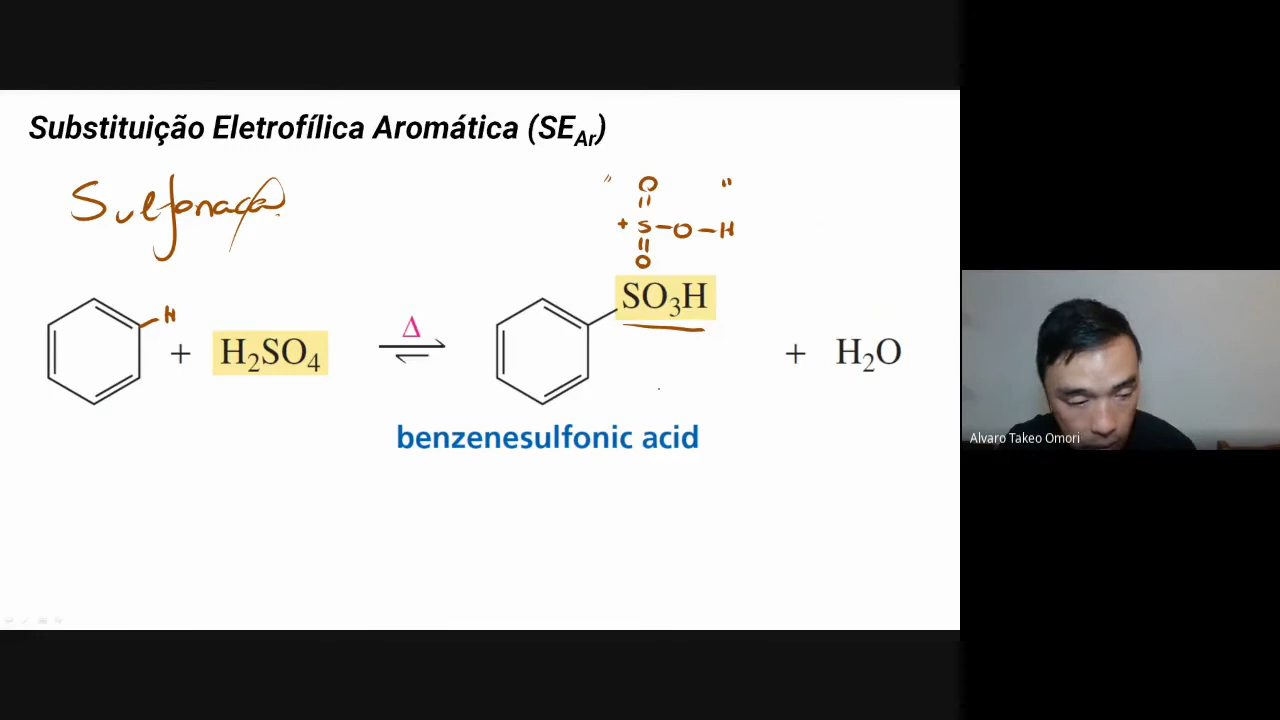 Substituição Eletrofílica Aromática (SEAr)
Sulfonação
" O "
+ S - O - H
O
H
+ H2SO4 Δ SO3H + H2O
benzenesulfonic acid
Alvaro Takeo Omori